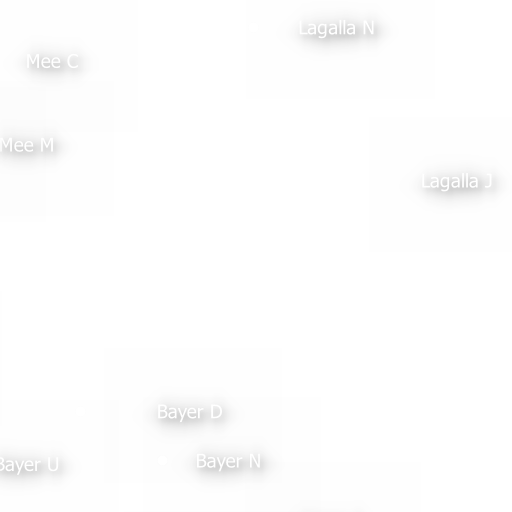 Lagalla N
Mee C
Mee M
Lagalla J
Bayer D
Bayer N
Bayer U